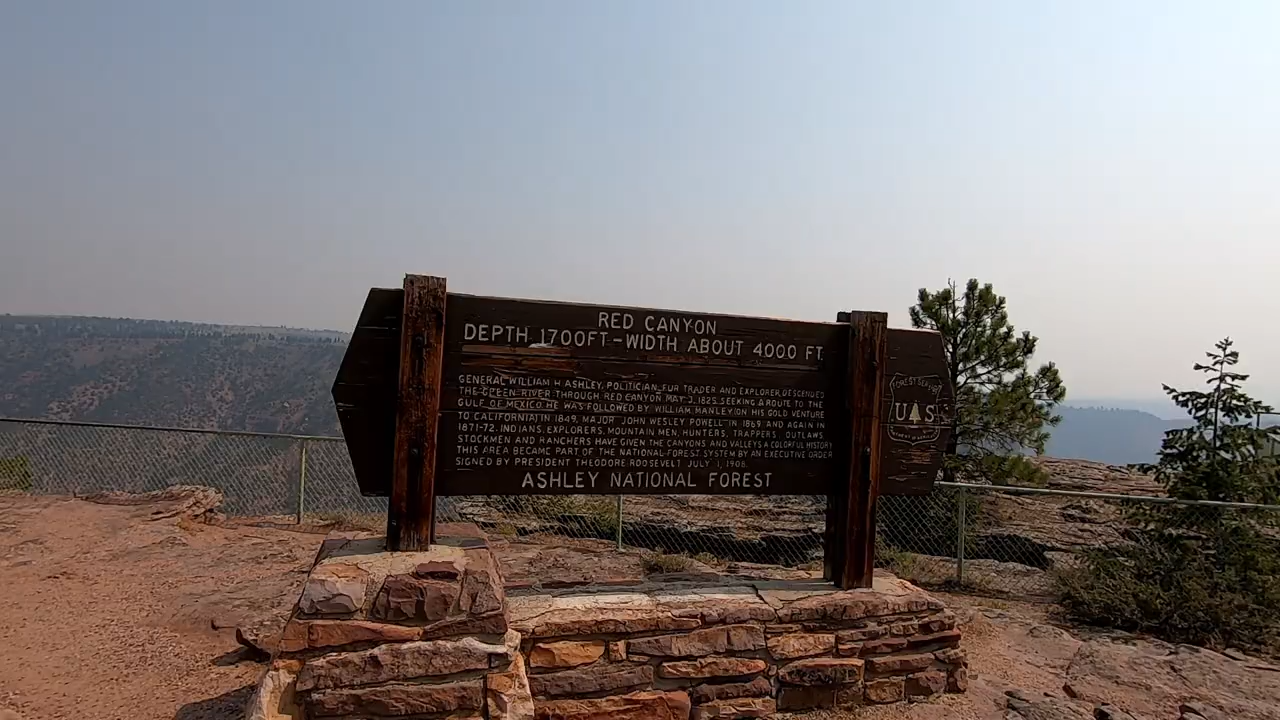 RED CANYON
DEPTH 1700FT - WIDTH ABOUT 4000 FT.
GENERAL WILLIAM H ASHLEY, POLITICIAN, FUR TRADER AND EXPLORER, DESCENDED
THE GREEN RIVER THROUGH RED CANYON MAY 3, 1825, SEEKING A ROUTE TO THE
GULF OF MEXICO. HE WAS FOLLOWED BY WILLIAM MANLEY ON HIS GOLD VENTURE
TO CALIFORNIA IN 1849, MAJOR JOHN WESLEY POWELL IN 1869 AND AGAIN IN
1871-72. INDIANS, EXPLORERS, MOUNTAIN MEN, HUNTERS, TRAPPERS, OUTLAWS,
STOCKMEN AND RANCHERS HAVE GIVEN THE CANYONS AND VALLEYS A COLORFUL HISTORY
THIS AREA BECAME PART OF THE NATIONAL FOREST SYSTEM BY AN EXECUTIVE ORDER
SIGNED BY PRESIDENT THEODORE ROOSEVELT JULY 1, 1908.
ASHLEY NATIONAL FOREST
FOREST SERVICE
U S
DEPARTMENT OF AGRICULTURE